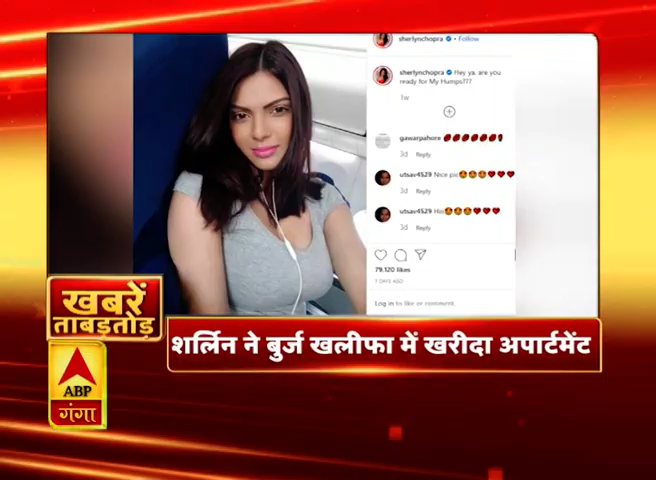 sherlynchopra • Follow
sherlynchopra Hey ya, are you
ready for My Humps???
1w
gawarpahore
3d Reply
utsav4529 Nice pic
3d Reply
utsav4529 Hot
3d Reply
79,120 likes
7 DAYS AGO
Log in to like or comment.
खबरें
ताबड़तोड़
शर्लिन ने बुर्ज खलीफा में खरीदा अपार्टमेंट
ABP
गंगा